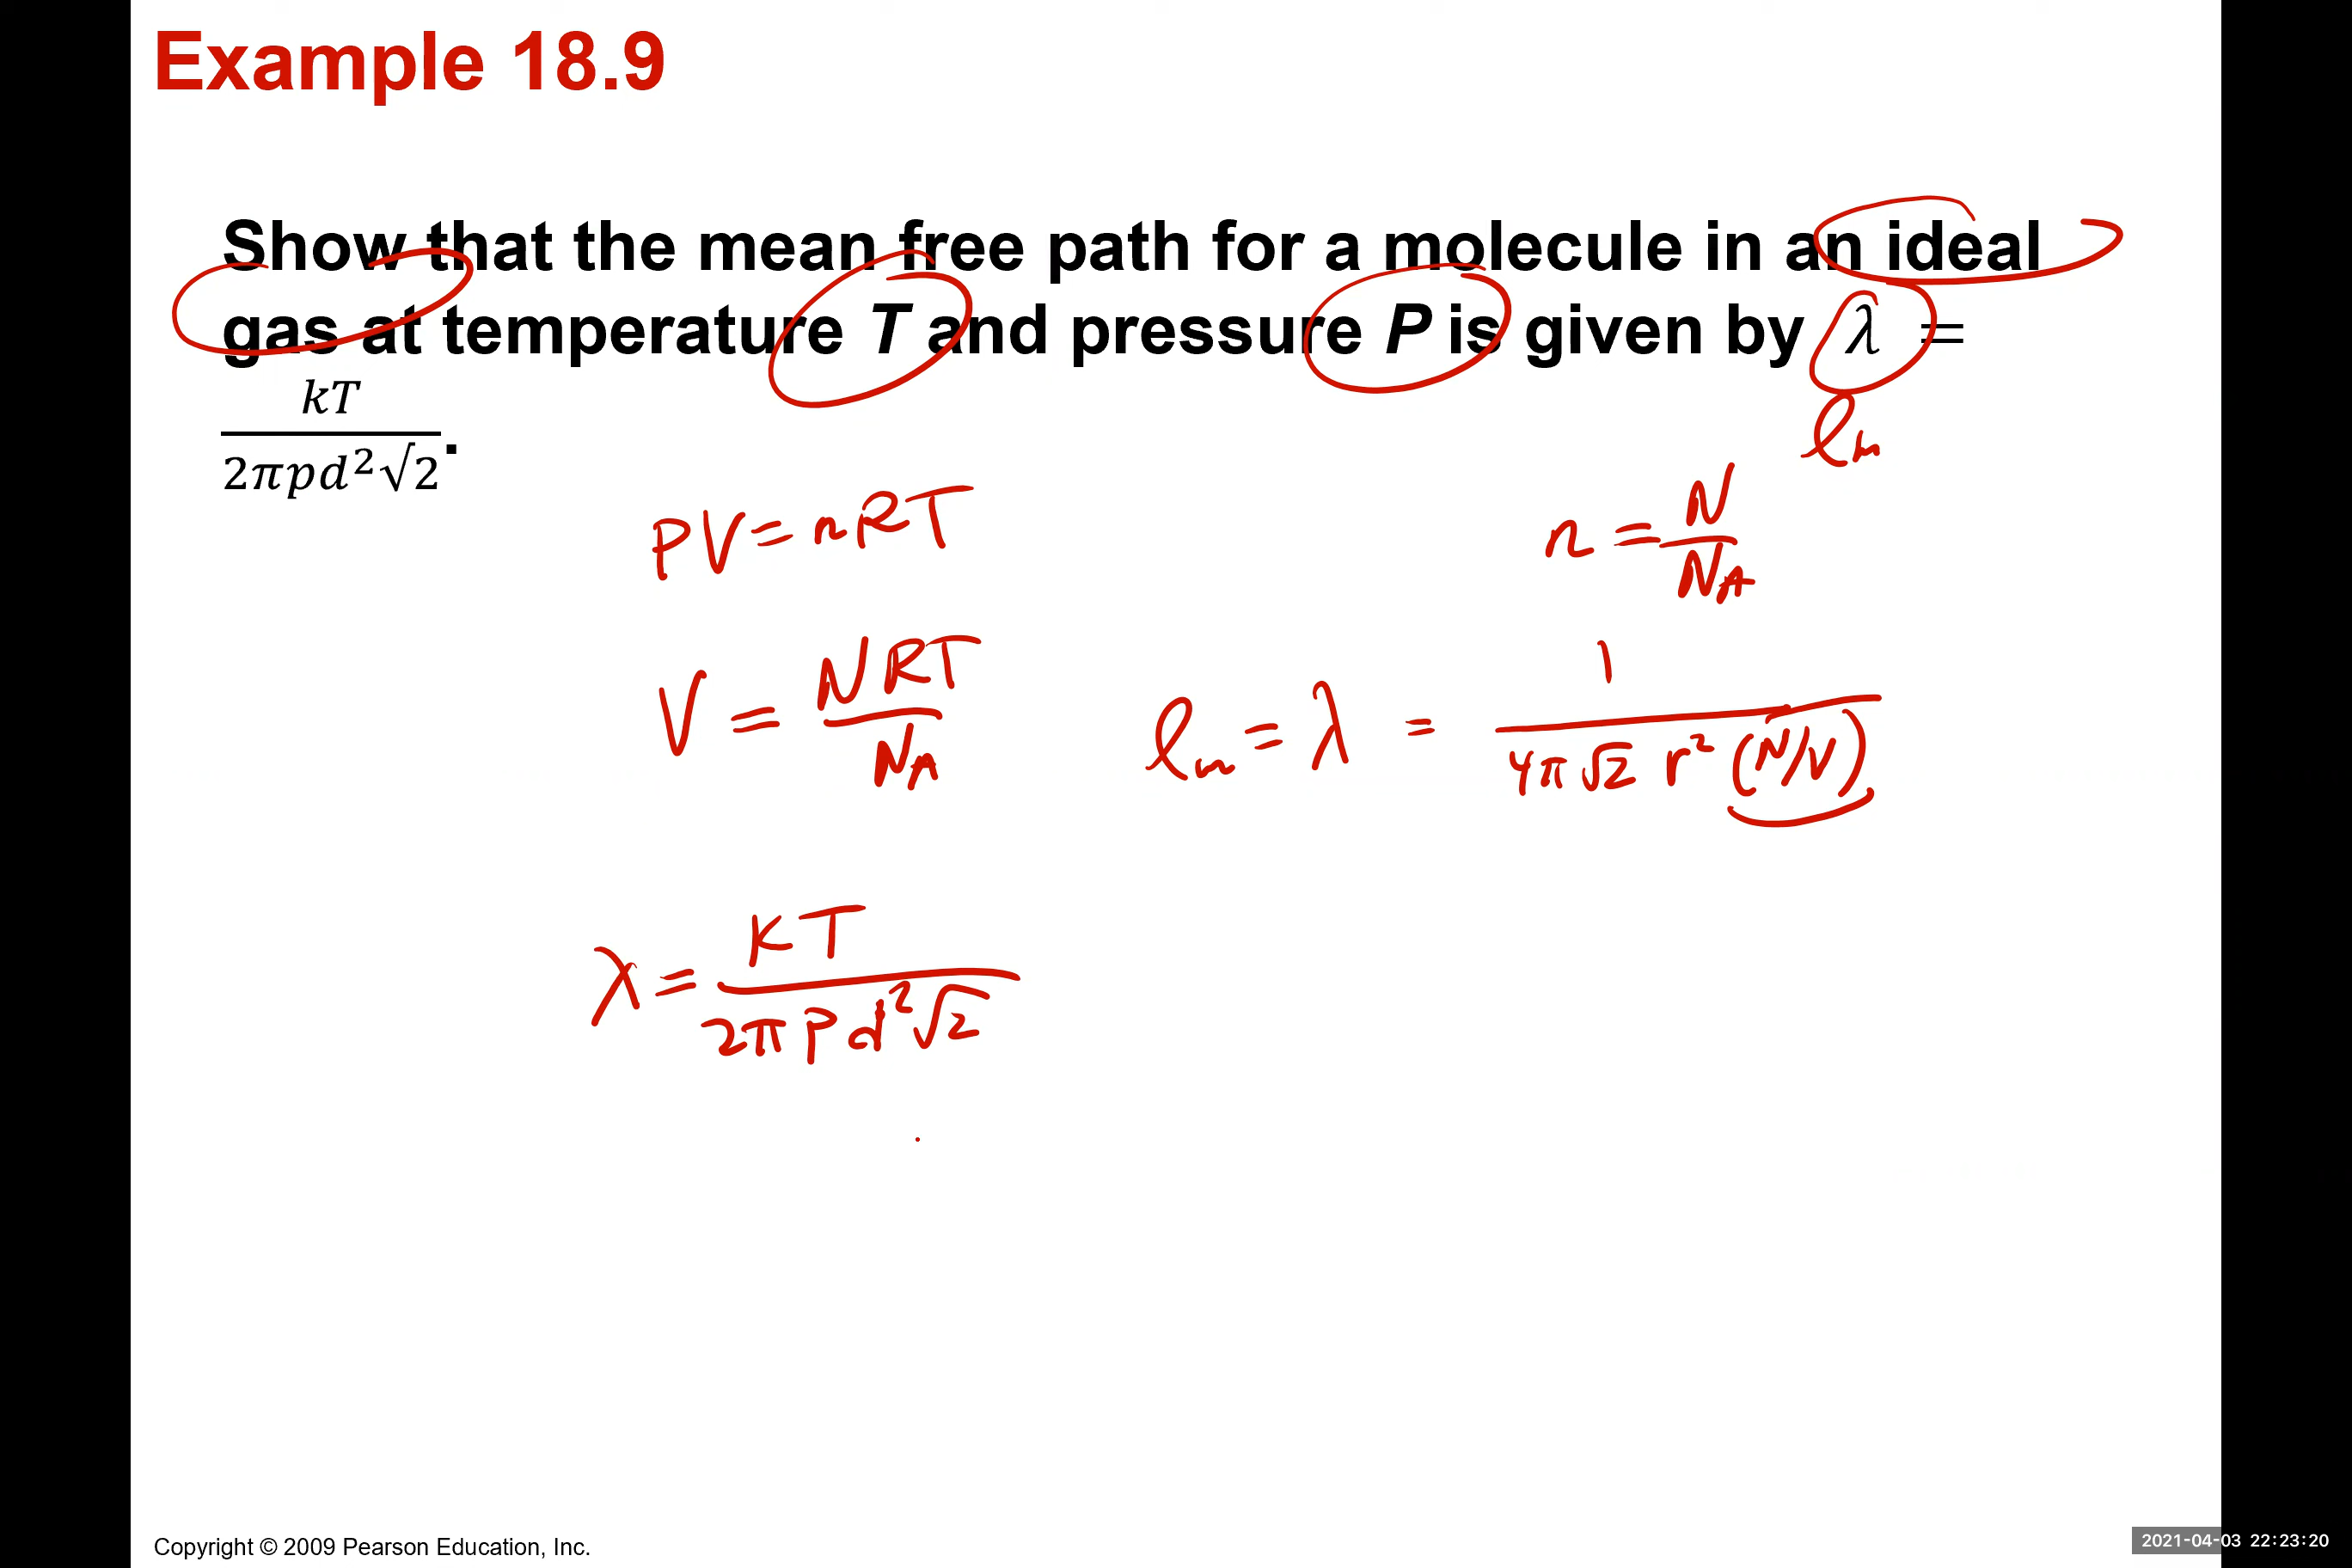 Example 18.9
Show that the mean free path for a molecule in an ideal
gas at temperature T and pressure P is given by λ =
kT / 2πpd²√2.
lm
PV = nRT
n = N / NA
V = NRT / NA
lm = λ = 1 / 4π√2 r² (N/V)
λ = KT / 2πPd²√2
Copyright © 2009 Pearson Education, Inc.
2021-04-03 22:23:20